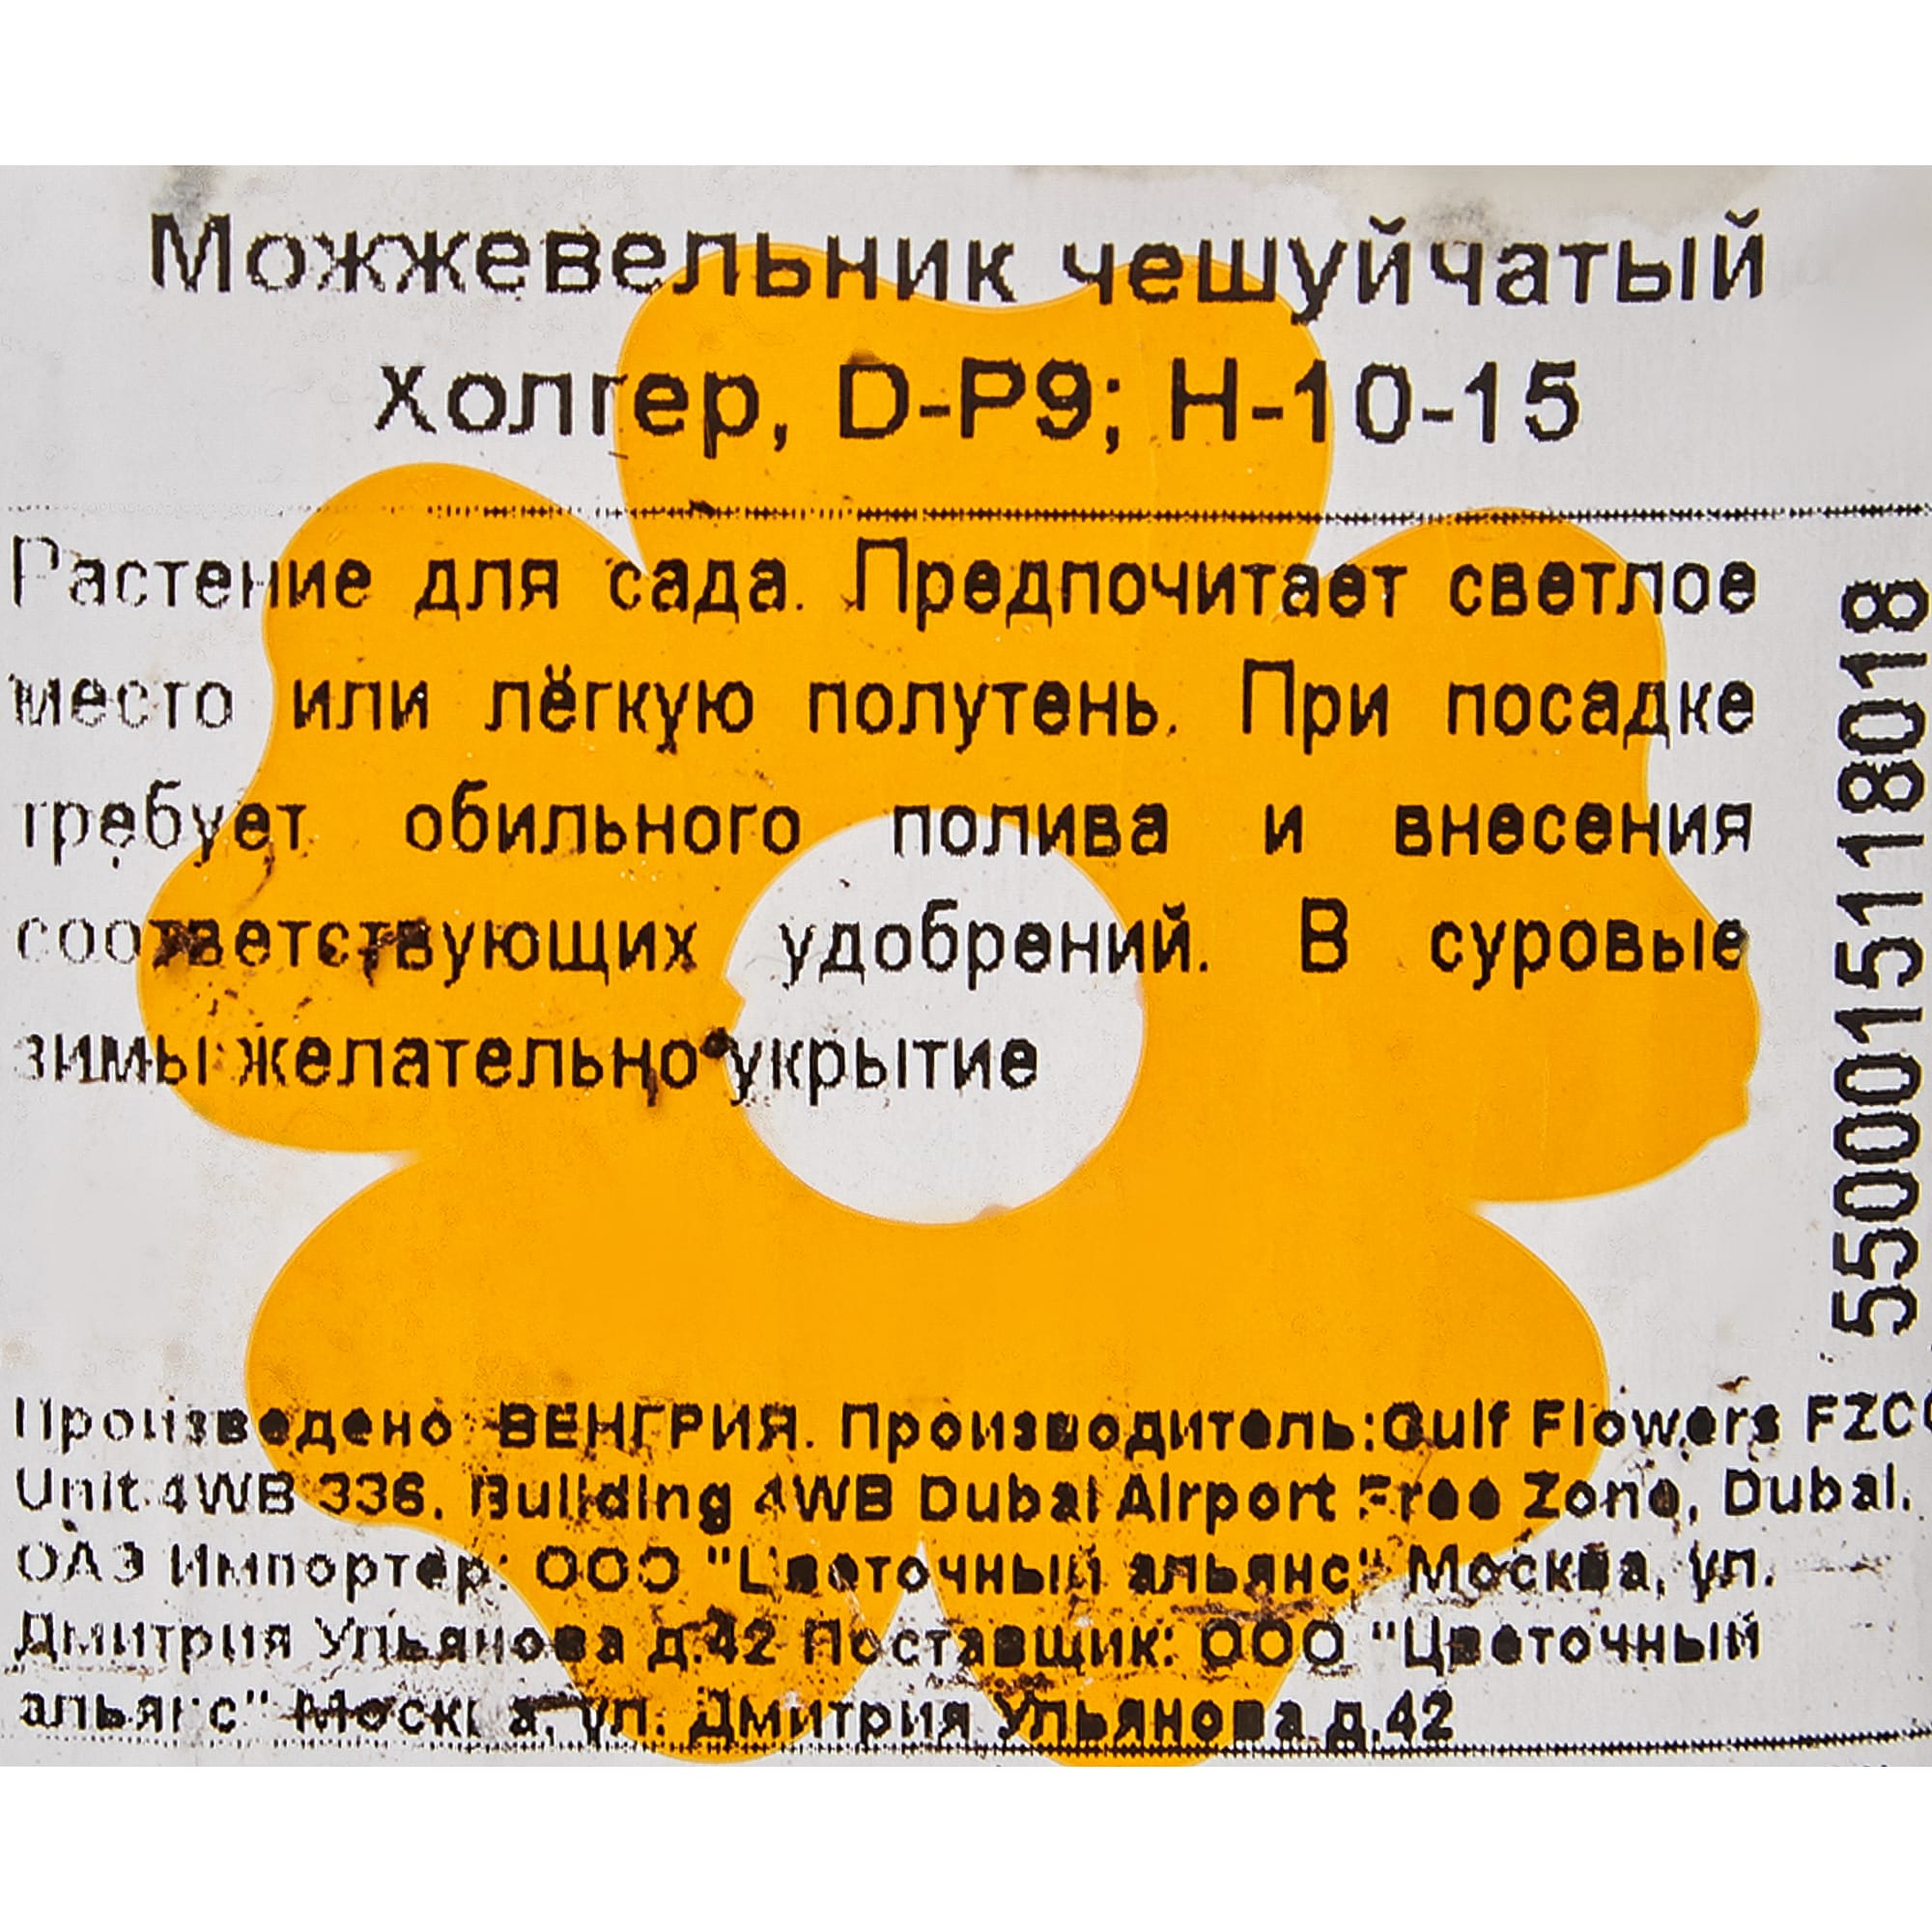 Можжевельник чешуйчатый
Холгер, D-P9; H-10-15
Растение для сада. Предпочитает светлое
место или лёгкую полутень. При посадке
требует обильного полива и внесения
соответствующих удобрений. В суровые
зимы желательно укрытие
5500015118018
Произведено ВЕНГРИЯ. Производитель:Gulf Flowers FZC
Unit 4WB 336, Building 4WB Dubai Airport Free Zone, Dubai.
ОАЭ Импортер: ООО "Цветочный альянс" Москва, ул.
Дмитрия Ульянова д.42 Поставщик: ООО "Цветочный
альянс" Москва, ул. Дмитрия Ульянова д.42